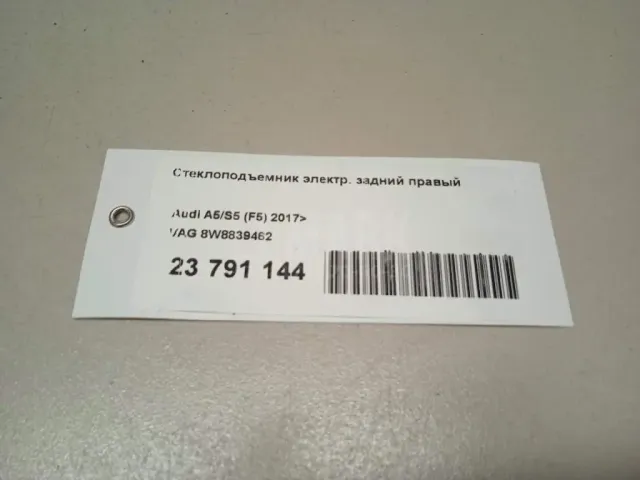 Стеклоподъемник электр. задний правый
Audi A5/S5 (F5) 2017>
VAG 8W8839462
23 791 144